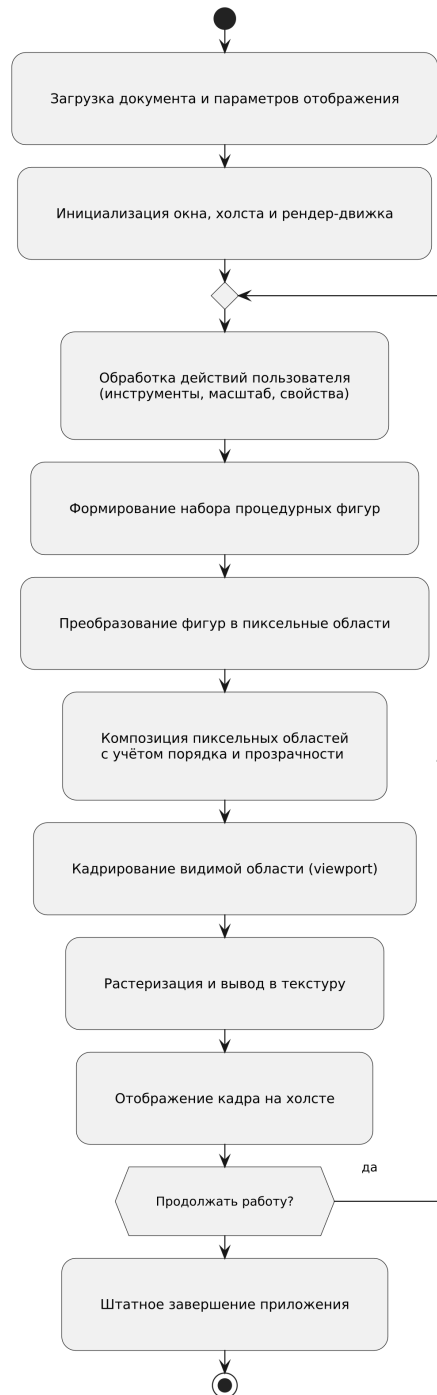 Загрузка документа и параметров отображения
Инициализация окна, холста и рендер-движка
Обработка действий пользователя
(инструменты, масштаб, свойства)
Формирование набора процедурных фигур
Преобразование фигур в пиксельные области
Композиция пиксельных областей
с учётом порядка и прозрачности
Кадрирование видимой области (viewport)
Растеризация и вывод в текстуру
Отображение кадра на холсте
да
Продолжать работу?
Штатное завершение приложения